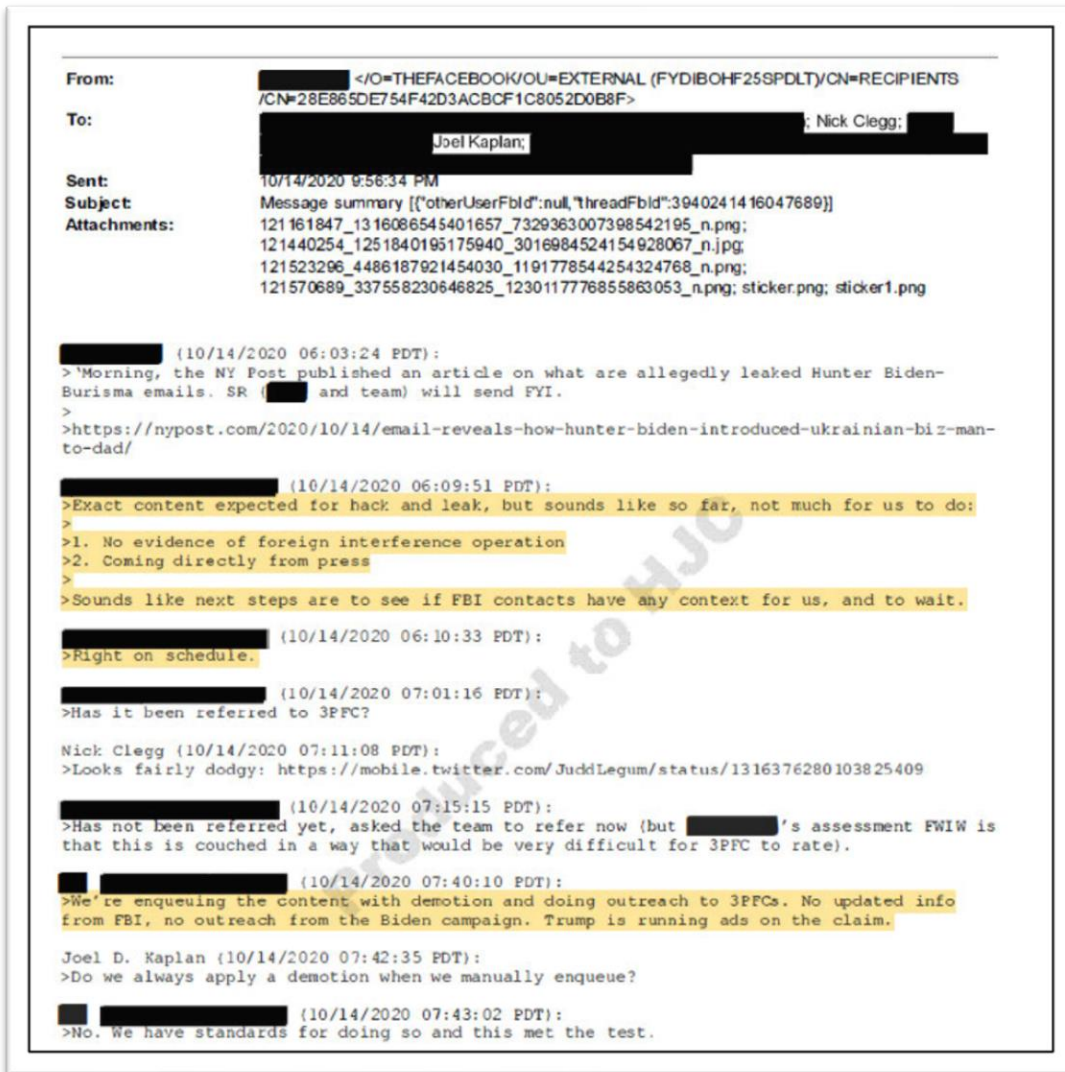 From: </O=THEFACEBOOK/OU=EXTERNAL (FYDIBOHF25SPDLT)/CN=RECIPIENTS
/CN=28E865DE754F42D3ACBCF1C8052D0B8F>
To: ; Nick Clegg;
Joel Kaplan;
Sent: 10/14/2020 9:56:34 PM
Subject: Message summary [{"otherUserFbId":null,"threadFbId":3940241416047689}]
Attachments: 121161847_1316086545401657_7329363007398542195_n.png;
121440254_1251840195175940_3016984524154928067_n.jpg;
121523296_4486187921454030_1191778544254324768_n.png;
121570689_337558230646825_1230117776855863053_n.png; sticker.png; sticker1.png
(10/14/2020 06:03:24 PDT):
>'Morning, the NY Post published an article on what are allegedly leaked Hunter Biden-
Burisma emails. SR ( and team) will send FYI.
>
>https://nypost.com/2020/10/14/email-reveals-how-hunter-biden-introduced-ukrainian-biz-man-
to-dad/
(10/14/2020 06:09:51 PDT):
>Exact content expected for hack and leak, but sounds like so far, not much for us to do:
>
>1. No evidence of foreign interference operation
>2. Coming directly from press
>
>Sounds like next steps are to see if FBI contacts have any context for us, and to wait.
(10/14/2020 06:10:33 PDT):
>Right on schedule.
(10/14/2020 07:01:16 PDT):
>Has it been referred to 3PFC?
Nick Clegg (10/14/2020 07:11:08 PDT):
>Looks fairly dodgy: https://mobile.twitter.com/JuddLegum/status/1316376280103825409
(10/14/2020 07:15:15 PDT):
>Has not been referred yet, asked the team to refer now (but 's assessment FWIW is
that this is couched in a way that would be very difficult for 3PFC to rate).
(10/14/2020 07:40:10 PDT):
>We're enqueuing the content with demotion and doing outreach to 3PFCs. No updated info
from FBI, no outreach from the Biden campaign. Trump is running ads on the claim.
Joel D. Kaplan (10/14/2020 07:42:35 PDT):
>Do we always apply a demotion when we manually enqueue?
(10/14/2020 07:43:02 PDT):
>No. We have standards for doing so and this met the test.
Produced to HJC